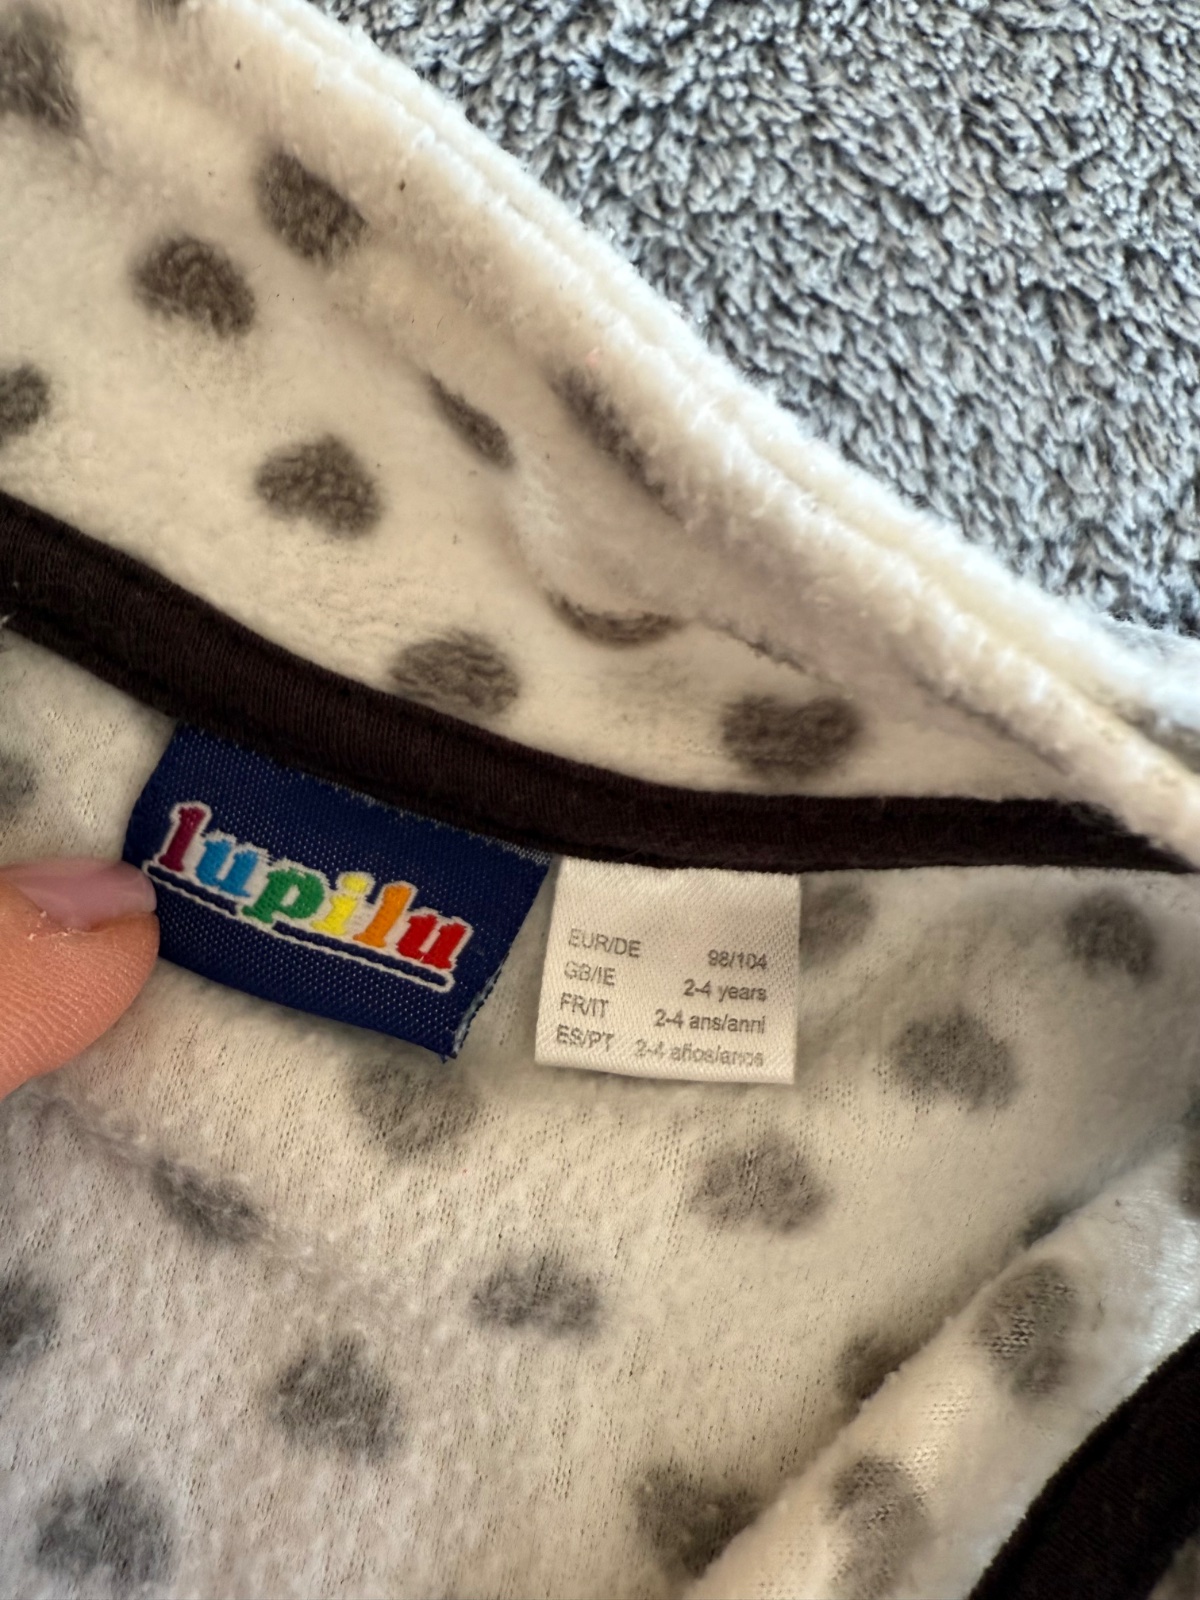 lupilu
EUR/DE 98/104
GB/IE 2-4 years
FR/IT 2-4 ans/anni
ES/PT 2-4 años/anos